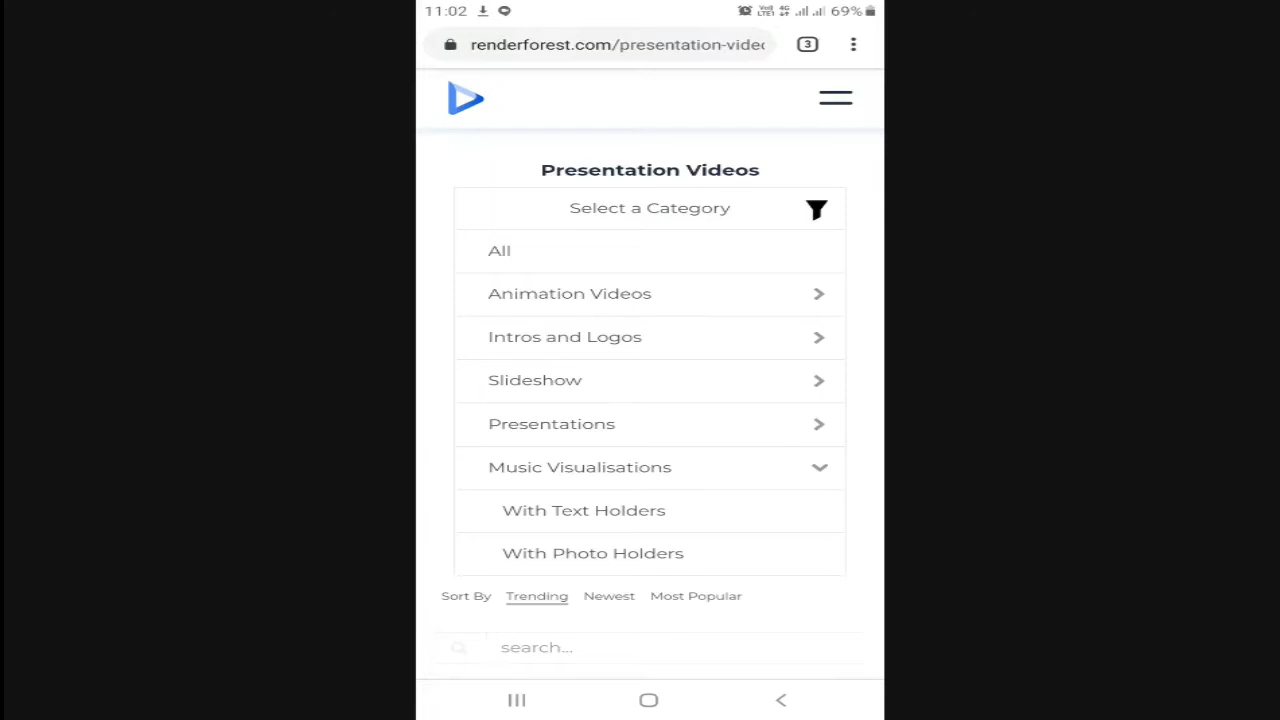 11:02 69%
renderforest.com/presentation-video 3
Presentation Videos
Select a Category
All
Animation Videos
Intros and Logos
Slideshow
Presentations
Music Visualisations
With Text Holders
With Photo Holders
Sort By Trending Newest Most Popular
search...